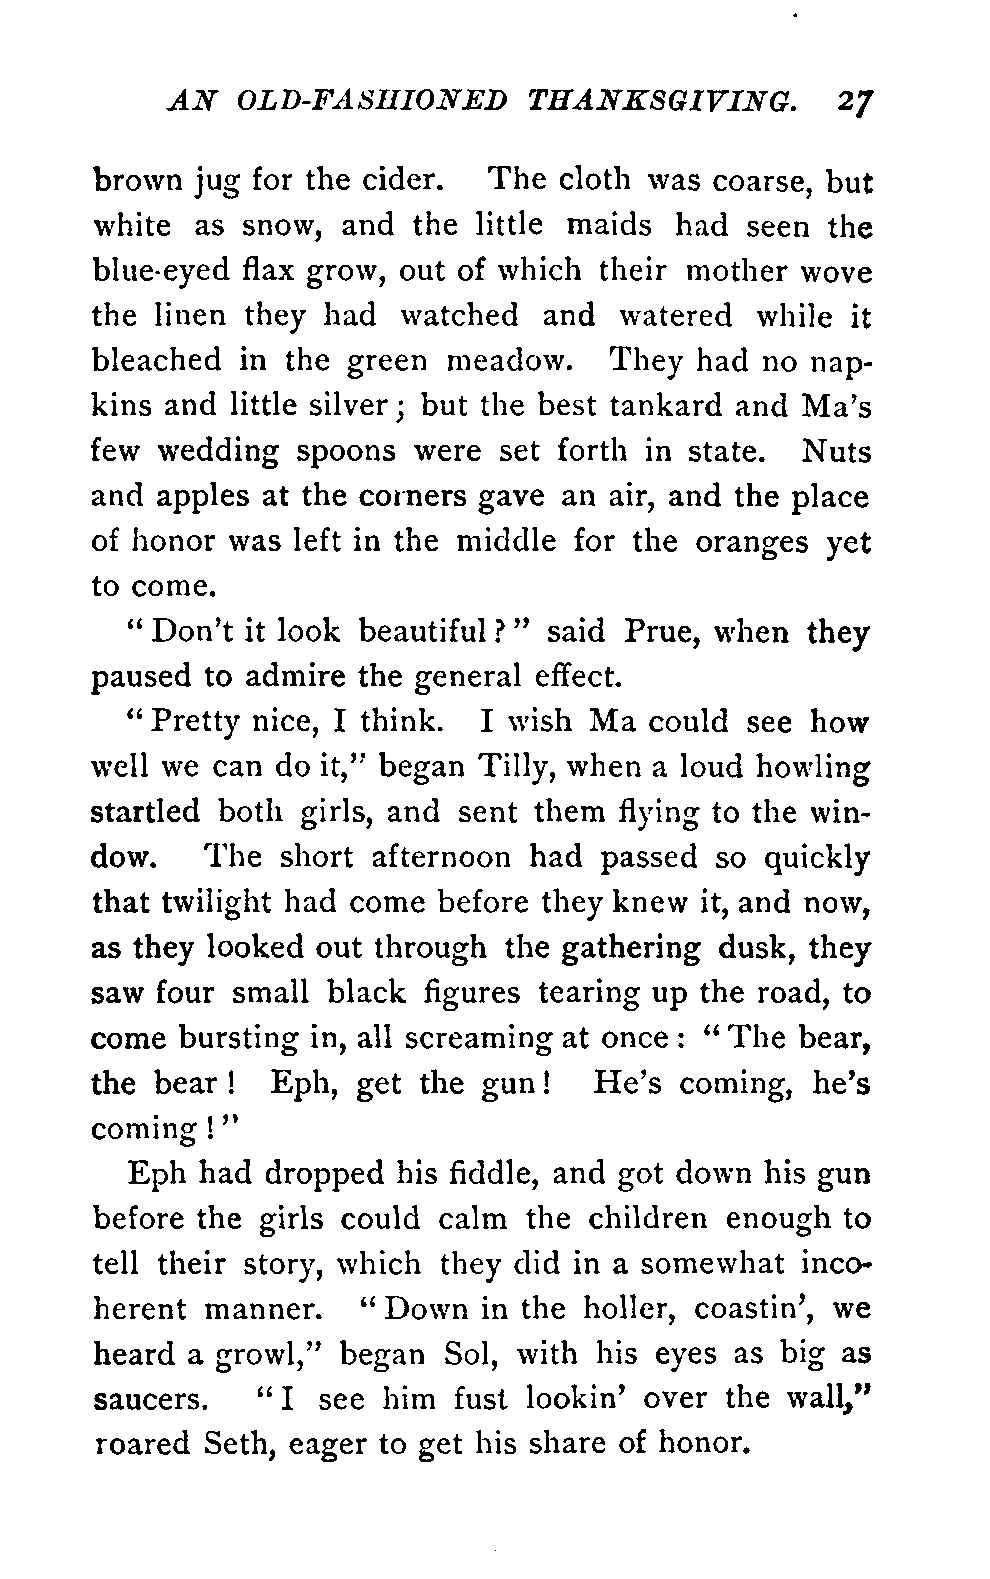 AN OLD-FASHIONED THANKSGIVING. 27
brown jug for the cider. The cloth was coarse, but
white as snow, and the little maids had seen the
blue-eyed flax grow, out of which their mother wove
the linen they had watched and watered while it
bleached in the green meadow. They had no nap-
kins and little silver; but the best tankard and Ma's
few wedding spoons were set forth in state. Nuts
and apples at the corners gave an air, and the place
of honor was left in the middle for the oranges yet
to come.
"Don't it look beautiful?" said Prue, when they
paused to admire the general effect.
"Pretty nice, I think. I wish Ma could see how
well we can do it," began Tilly, when a loud howling
startled both girls, and sent them flying to the win-
dow. The short afternoon had passed so quickly
that twilight had come before they knew it, and now,
as they looked out through the gathering dusk, they
saw four small black figures tearing up the road, to
come bursting in, all screaming at once: "The bear,
the bear! Eph, get the gun! He's coming, he's
coming!"
Eph had dropped his fiddle, and got down his gun
before the girls could calm the children enough to
tell their story, which they did in a somewhat inco-
herent manner. "Down in the holler, coastin', we
heard a growl," began Sol, with his eyes as big as
saucers. "I see him fust lookin' over the wall,"
roared Seth, eager to get his share of honor.